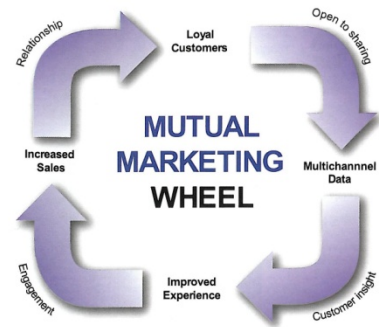 Relationship
Loyal
Customers
Open to sharing
MUTUAL
MARKETING
WHEEL
Increased
Sales
Multichannnel
Data
Engagement
Improved
Experience
Customer insight